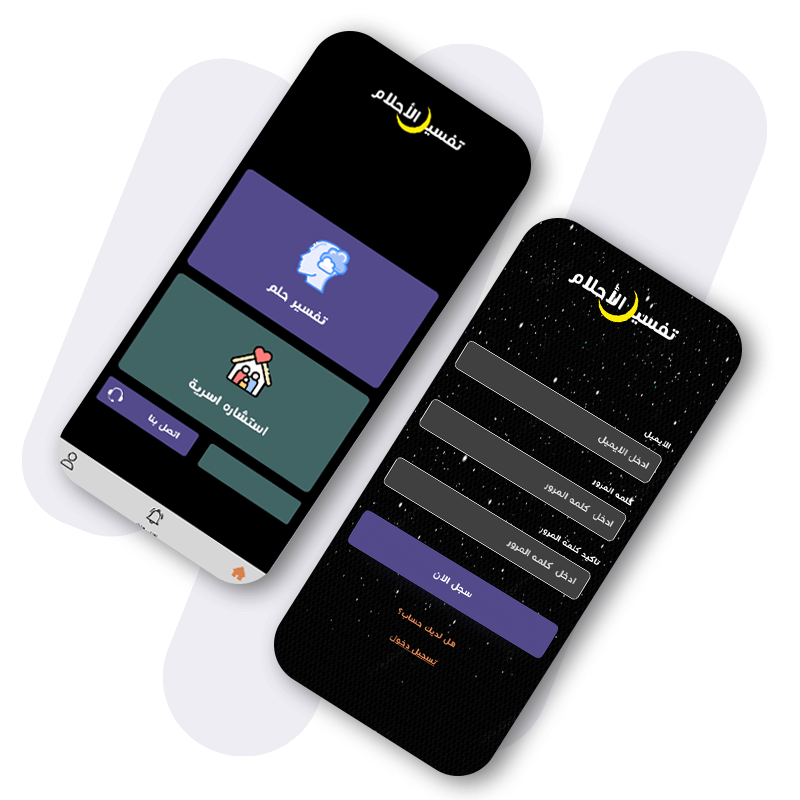 تفسير الأحلام
تفسير حلم
استشاره اسرية
اتصل بنا
تفسير الأحلام
الايميل
ادخل الايميل
كلمه المرور
ادخل كلمه المرور
تاكيد كلمه المرور
ادخل كلمه المرور
سجل الان
هل لديك حساب؟
تسجيل دخول